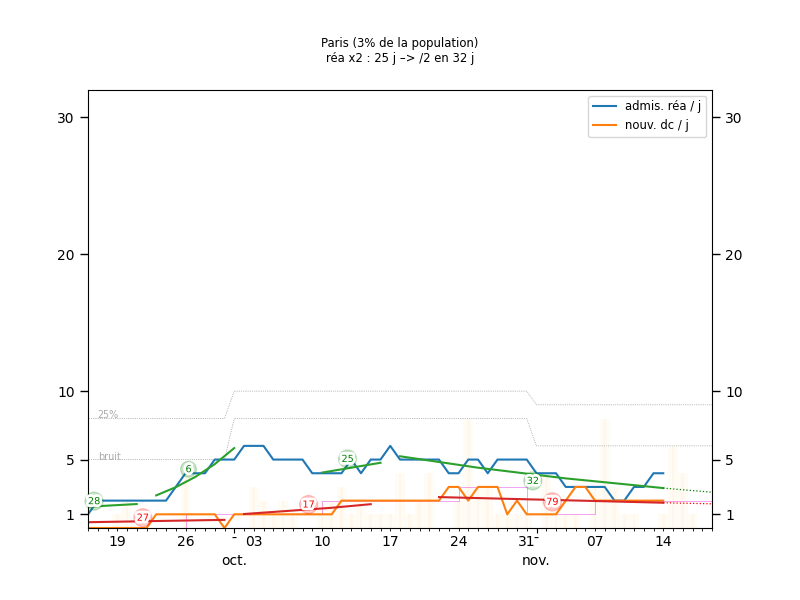 Paris (3% de la population)
réa x2 : 25 j –> /2 en 32 j
admis. réa / j
nouv. dc / j
30 30
20 20
10 10
25%
bruit
5 5
25
6
32
28
79
17
27
1 1
19 26 - 03 10 17 24 31- 07 14
oct. nov.